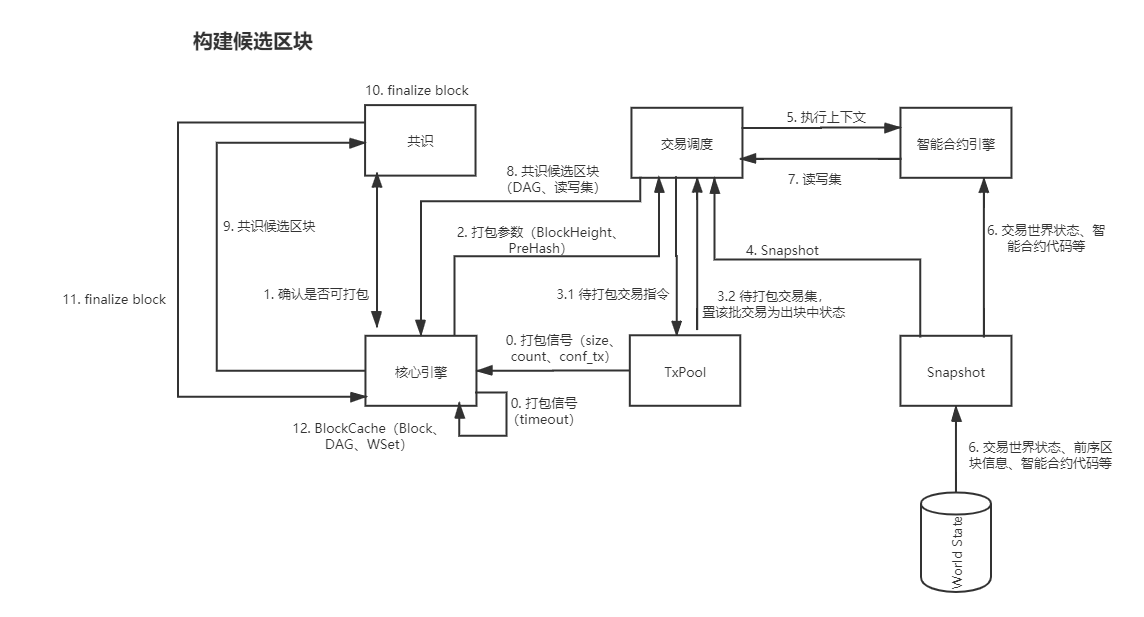 构建候选区块
10. finalize block
共识
交易调度
5. 执行上下文
智能合约引擎
7. 读写集
8. 共识候选区块
（DAG、读写集）
9. 共识候选区块
2. 打包参数（BlockHeight、
PreHash）
6. 交易世界状态、智
能合约代码等
4. Snapshot
11. finalize block
1. 确认是否可打包
3.1 待打包交易指令
3.2 待打包交易集，
置该批交易为出块中状态
0. 打包信号（size、
count、conf_tx）
核心引擎
TxPool
Snapshot
0. 打包信号
（timeout）
12. BlockCache（Block、
DAG、WSet）
6. 交易世界状态、前序区
块信息、智能合约代码等
World State